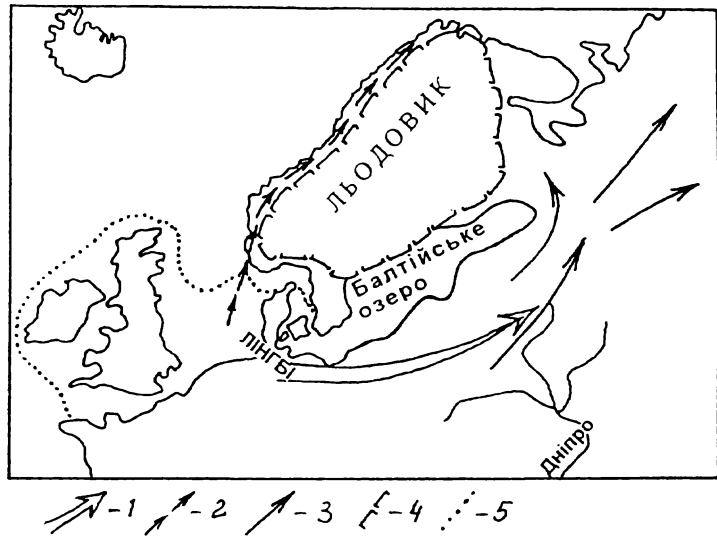 ЛЬОДОВИК
Балтійське
озеро
ЛІНГБІ
Дніпро
-1 -2 -3 -4 -5